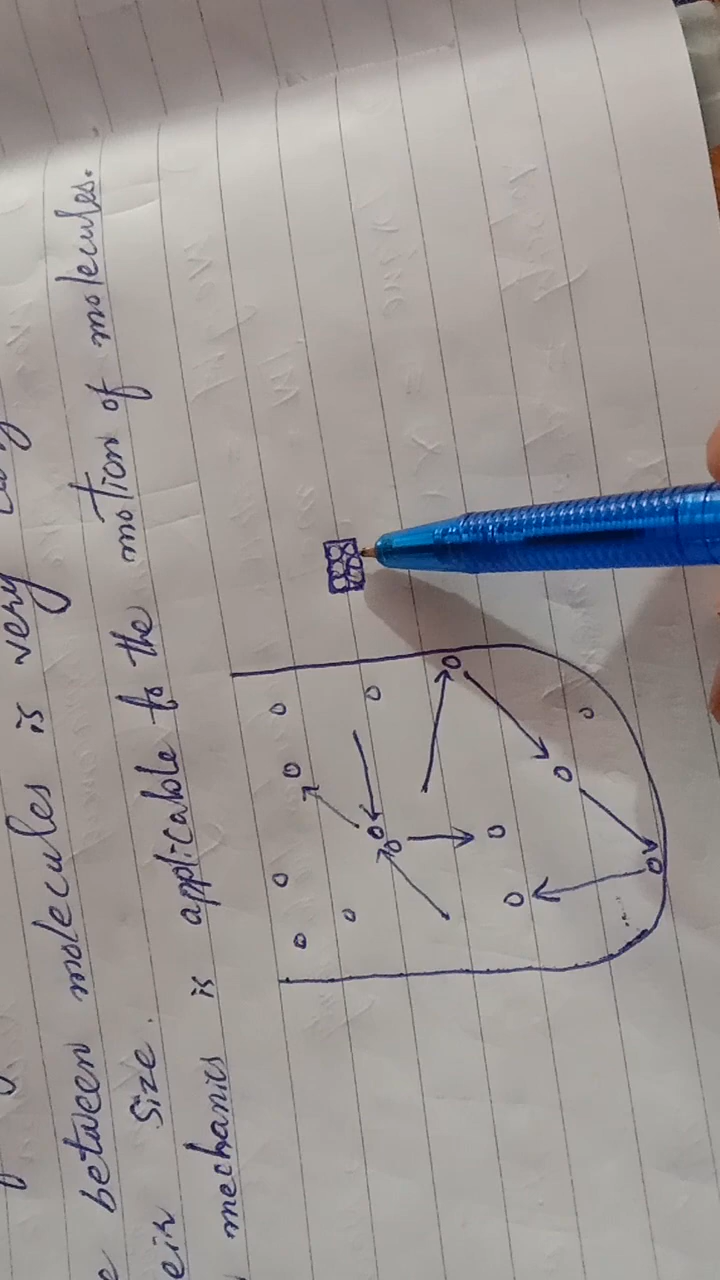 between molecules is very
size.
mechanics is applicable to the motion of molecules.